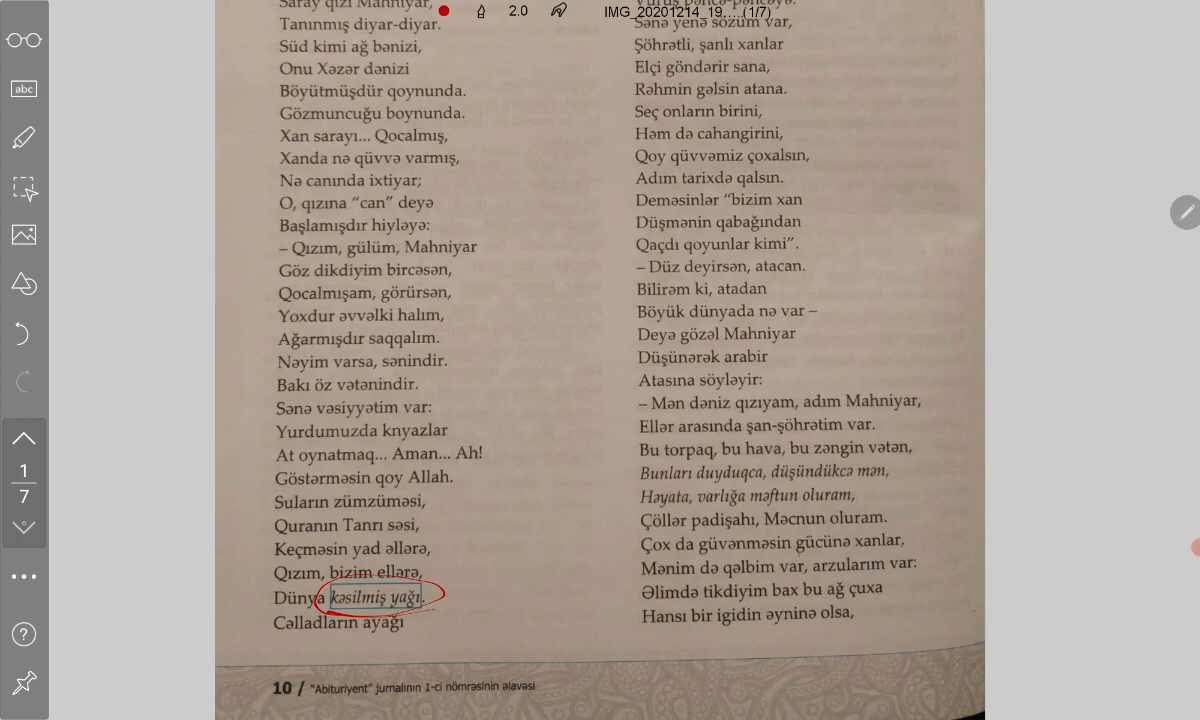 2.0
IMG_20201214_19.....(1/7)
abc
1
7
Saray qızı Mahniyar,
Tanınmış diyar-diyar.
Süd kimi ağ bənizi,
Onu Xəzər dənizi
Böyütmüşdür qoynunda.
Gözmuncuğu boynunda.
Xan sarayı... Qocalmış,
Xanda nə qüvvə varmış,
Nə canında ixtiyar;
O, qızına “can” deyə
Başlamışdır hiyləyə:
– Qızım, gülüm, Mahniyar
Göz dikdiyim bircəsən,
Qocalmışam, görürsən,
Yoxdur əvvəlki halım,
Ağarmışdır saqqalım.
Nəyim varsa, sənindir.
Bakı öz vətənindir.
Sənə vəsiyyətim var:
Yurdumuzda knyazlar
At oynatmaq... Aman... Ah!
Göstərməsin qoy Allah.
Suların zümzüməsi,
Quranın Tanrı səsi,
Keçməsin yad əllərə,
Qızım, bizim ellərə,
Dünya kəsilmiş yağı.
Cəlladların ayağı
Vuruş pəncə-pəncəyə.
Sənə yenə sözüm var,
Şöhrətli, şanlı xanlar
Elçi göndərir sana,
Rəhmin gəlsin atana.
Seç onların birini,
Həm də cahangirini,
Qoy qüvvəmiz çoxalsın,
Adım tarixdə qalsın.
Deməsinlər “bizim xan
Düşmənin qabağından
Qaçdı qoyunlar kimi”.
– Düz deyirsən, atacan.
Bilirəm ki, atadan
Böyük dünyada nə var –
Deyə gözəl Mahniyar
Düşünərək arabir
Atasına söyləyir:
– Mən dəniz qızıyam, adım Mahniyar,
Ellər arasında şan-şöhrətim var.
Bu torpaq, bu hava, bu zəngin vətən,
Bunları duyduqca, düşündükcə mən,
Həyata, varlığa məftun oluram,
Çöllər padişahı, Məcnun oluram.
Çox da güvənməsin gücünə xanlar,
Mənim də qəlbim var, arzularım var:
Əlimdə tikdiyim bax bu ağ çuxa
Hansı bir igidin əyninə olsa,
10 / “Abituriyent” jurnalının 1-ci nömrəsinin əlavəsi